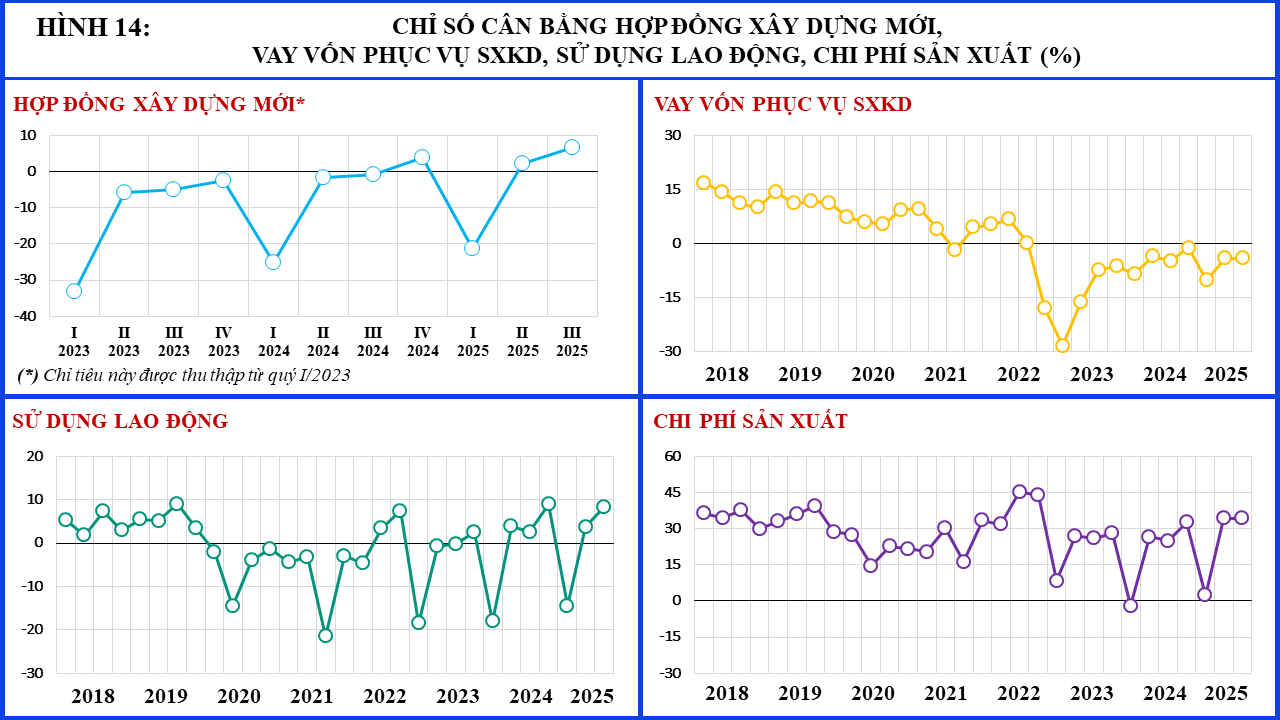 HÌNH 14:
CHỈ SỐ CÂN BẰNG HỢP ĐỒNG XÂY DỰNG MỚI,
VAY VỐN PHỤC VỤ SXKD, SỬ DỤNG LAO ĐỘNG, CHI PHÍ SẢN XUẤT (%)
HỢP ĐỒNG XÂY DỰNG MỚI*
10
0
-10
-20
-30
-40
I II III IV I II III IV I II III
2023 2023 2023 2023 2024 2024 2024 2024 2025 2025 2025
(*) Chỉ tiêu này được thu thập từ quý I/2023
VAY VỐN PHỤC VỤ SXKD
30
15
0
-15
-30
2018 2019 2020 2021 2022 2023 2024 2025
SỬ DỤNG LAO ĐỘNG
20
10
0
-10
-20
-30
2018 2019 2020 2021 2022 2023 2024 2025
CHI PHÍ SẢN XUẤT
60
45
30
15
0
-15
-30
2018 2019 2020 2021 2022 2023 2024 2025